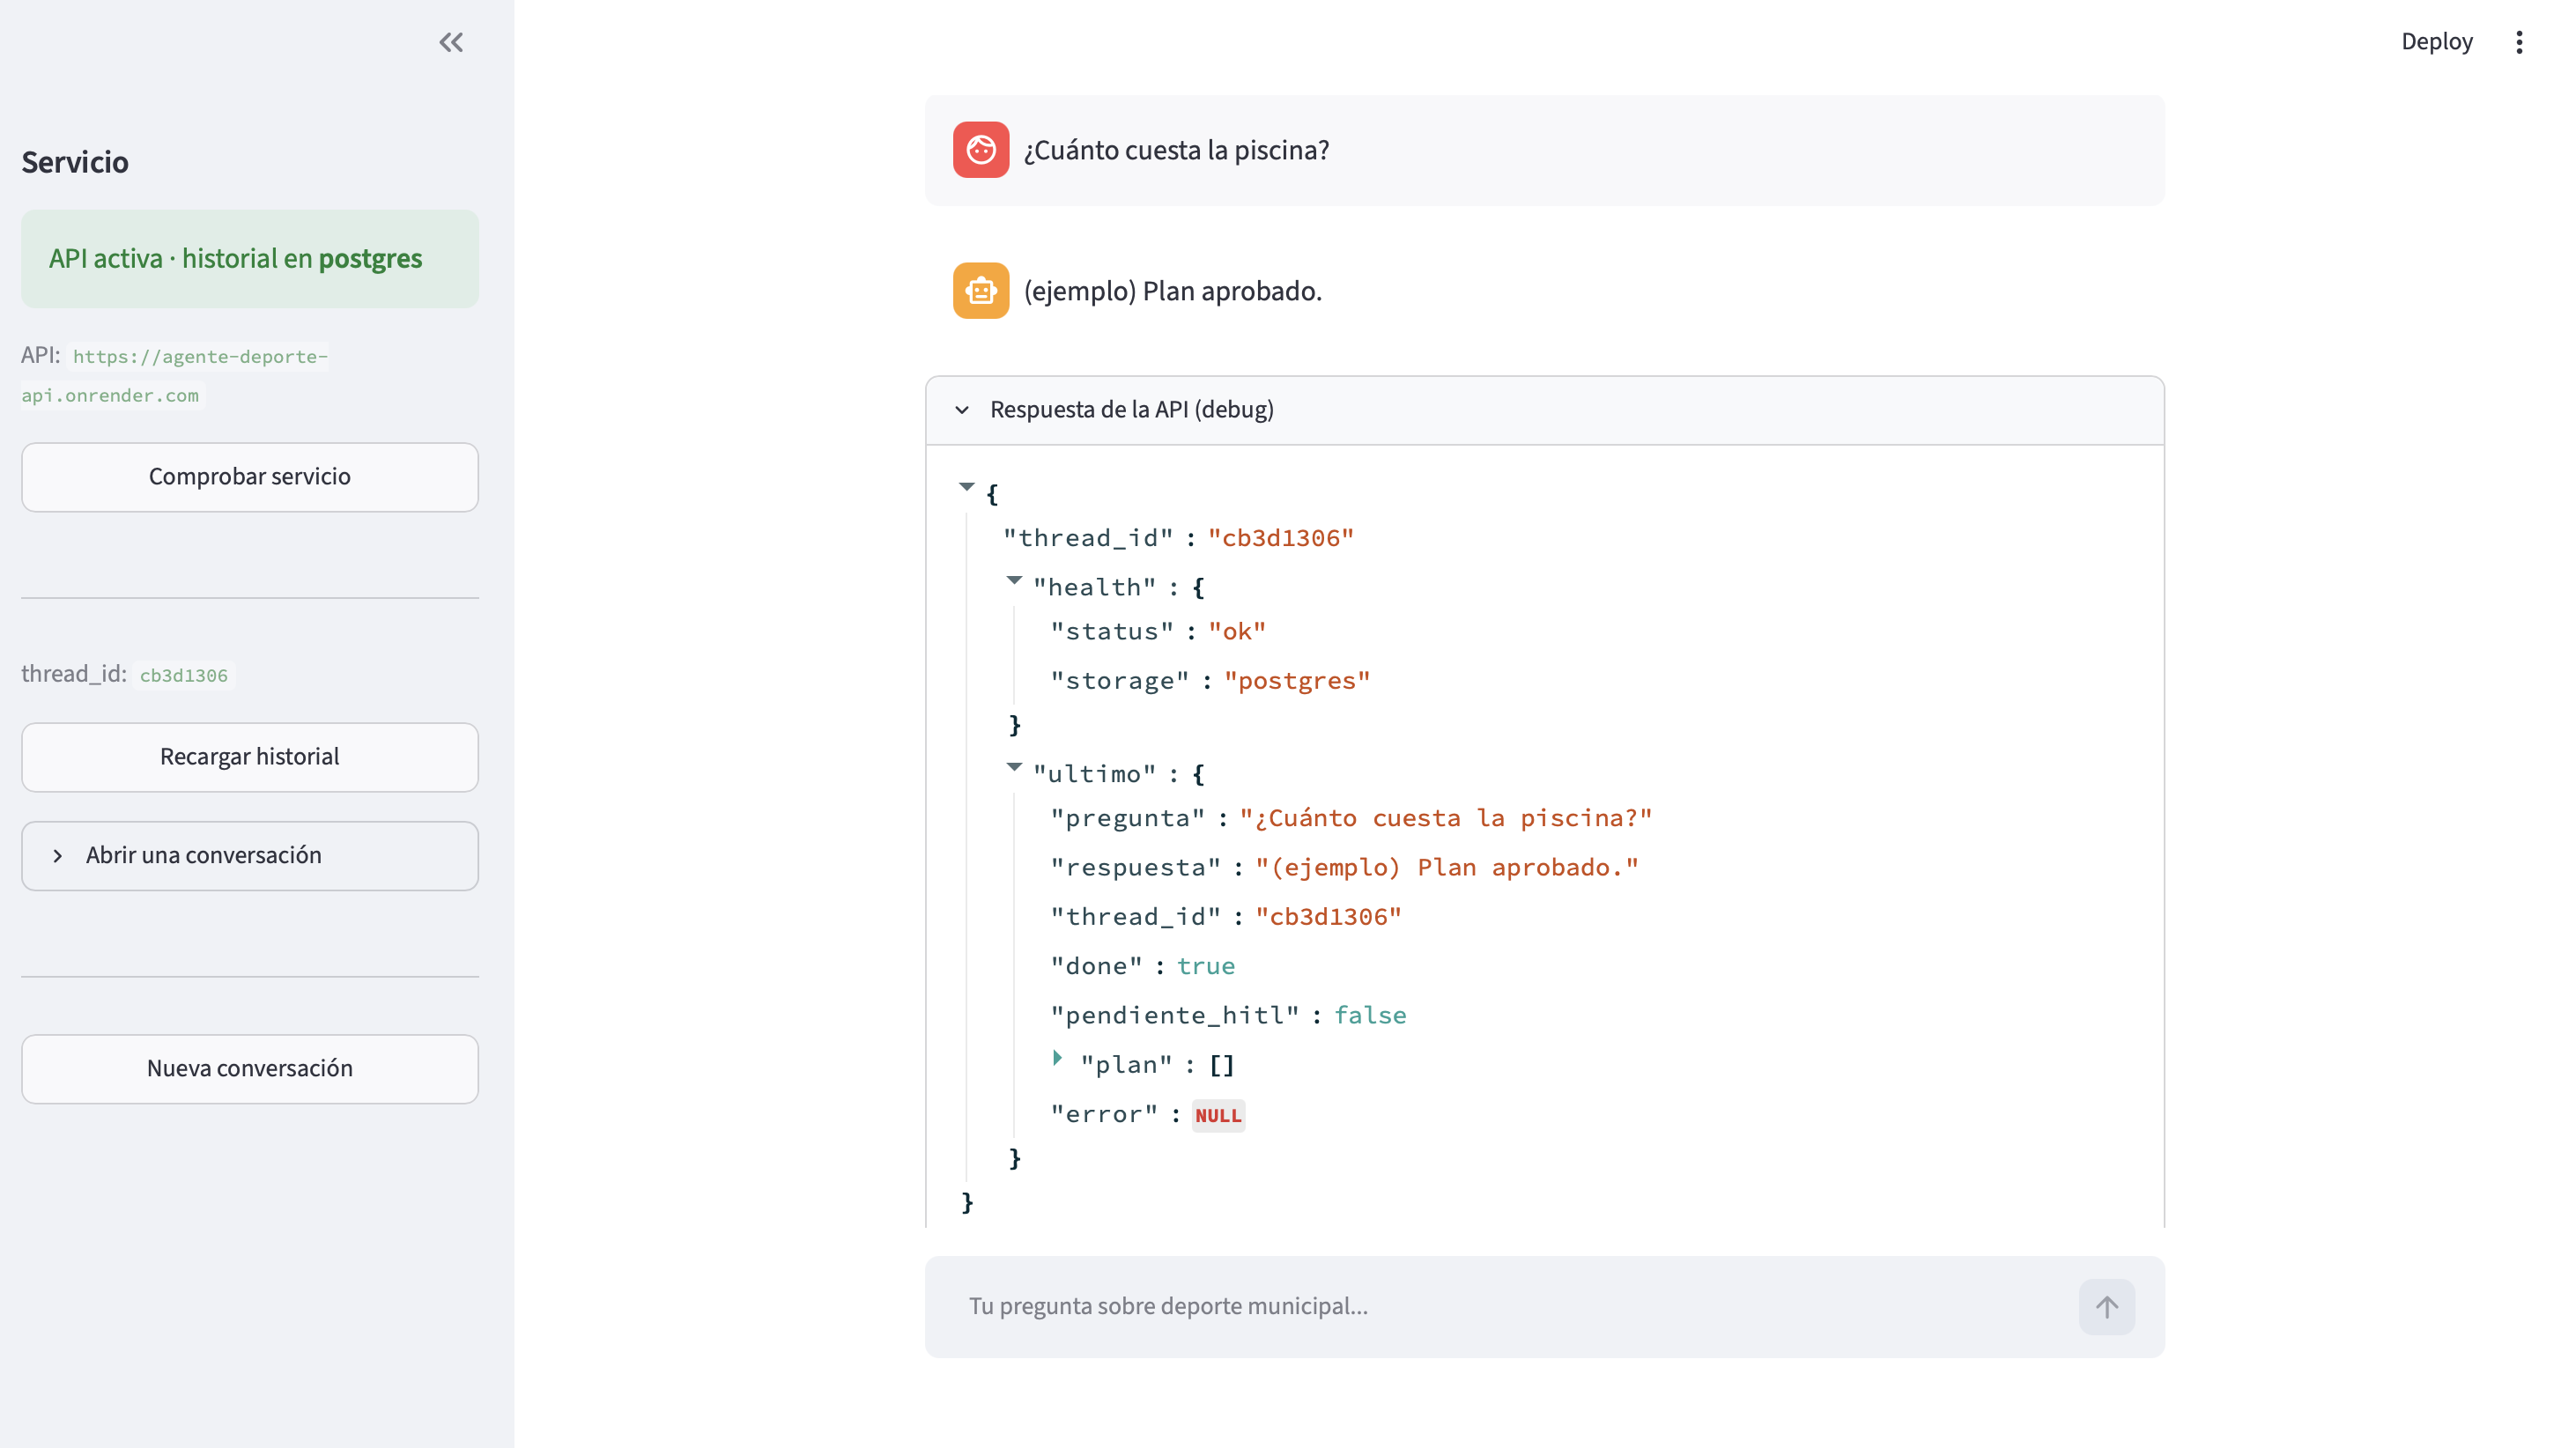 Deploy
Servicio
API activa · historial en postgres
API: https://agente-deporte-
api.onrender.com
Comprobar servicio
thread_id: cb3d1306
Recargar historial
Abrir una conversación
Nueva conversación
¿Cuánto cuesta la piscina?
(ejemplo) Plan aprobado.
Respuesta de la API (debug)
{
"thread_id" : "cb3d1306"
"health" : {
"status" : "ok"
"storage" : "postgres"
}
"ultimo" : {
"pregunta" : "¿Cuánto cuesta la piscina?"
"respuesta" : "(ejemplo) Plan aprobado."
"thread_id" : "cb3d1306"
"done" : true
"pendiente_hitl" : false
"plan" : []
"error" : NULL
}
}
Tu pregunta sobre deporte municipal...